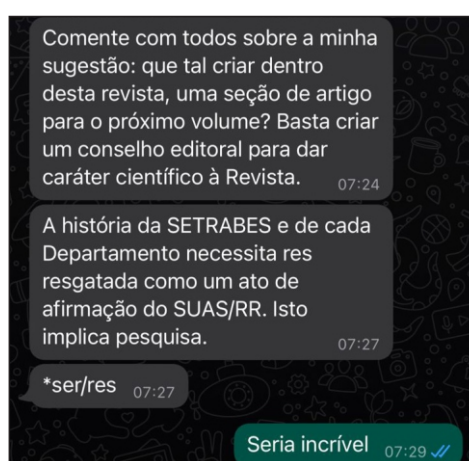 Comente com todos sobre a minha
sugestão: que tal criar dentro
desta revista, uma seção de artigo
para o próximo volume? Basta criar
um conselho editorial para dar
caráter científico à Revista. 07:24
A história da SETRABES e de cada
Departamento necessita res
resgatada como um ato de
afirmação do SUAS/RR. Isto
implica pesquisa. 07:27
*ser/res 07:27
Seria incrível 07:29